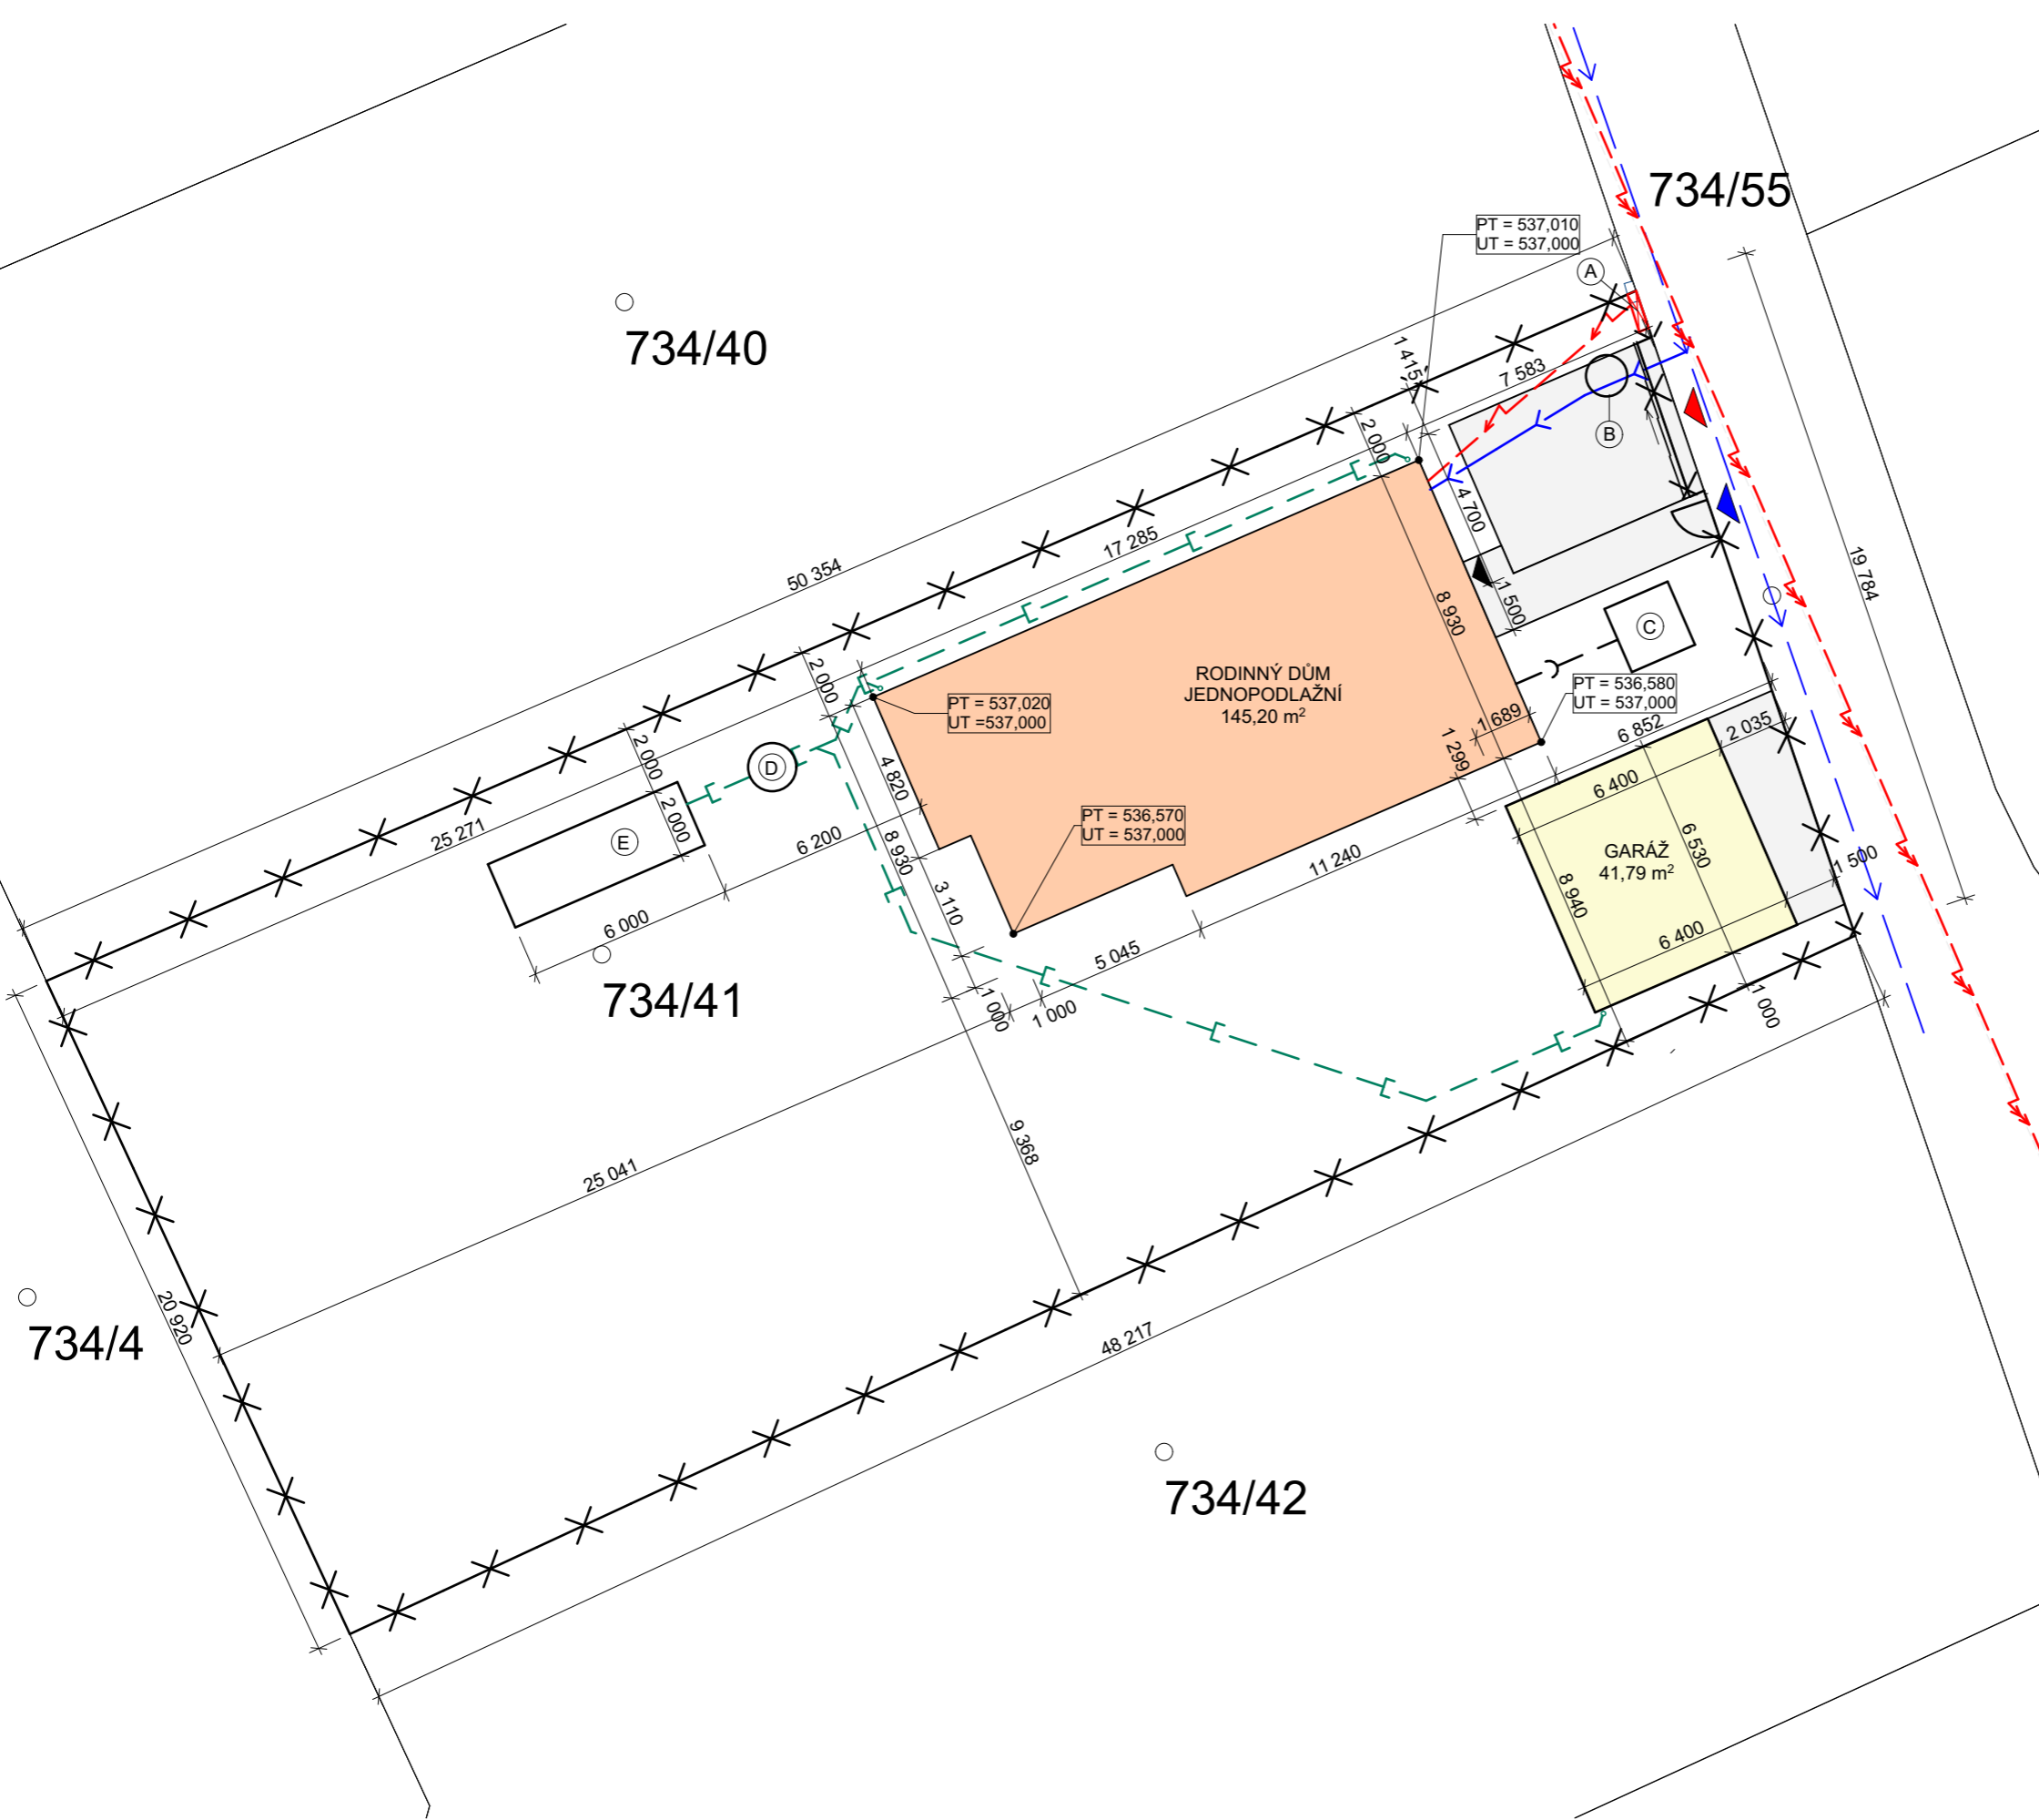 734/55
PT = 537,010
UT = 537,000
A
734/40
1 415
7 583
2 000
B
4 700
17 285
50 354
19 784
1 500
8 930
C
2 000
RODINNÝ DŮM
JEDNOPODLAŽNÍ
145,20 m²
PT = 537,020
UT =537,000
PT = 536,580
UT = 537,000
1 689
6 852
2 035
1 299
2 000
D
4 820
6 400
2 000
25 271
E
6 200
8 930
PT = 536,570
UT = 537,000
11 240
6 530
GARÁŽ
41,79 m²
1 500
8 940
3 110
6 000
6 400
5 045
734/41
1 000
1 000
1 000
9 368
25 041
734/4
20 920
48 217
734/42